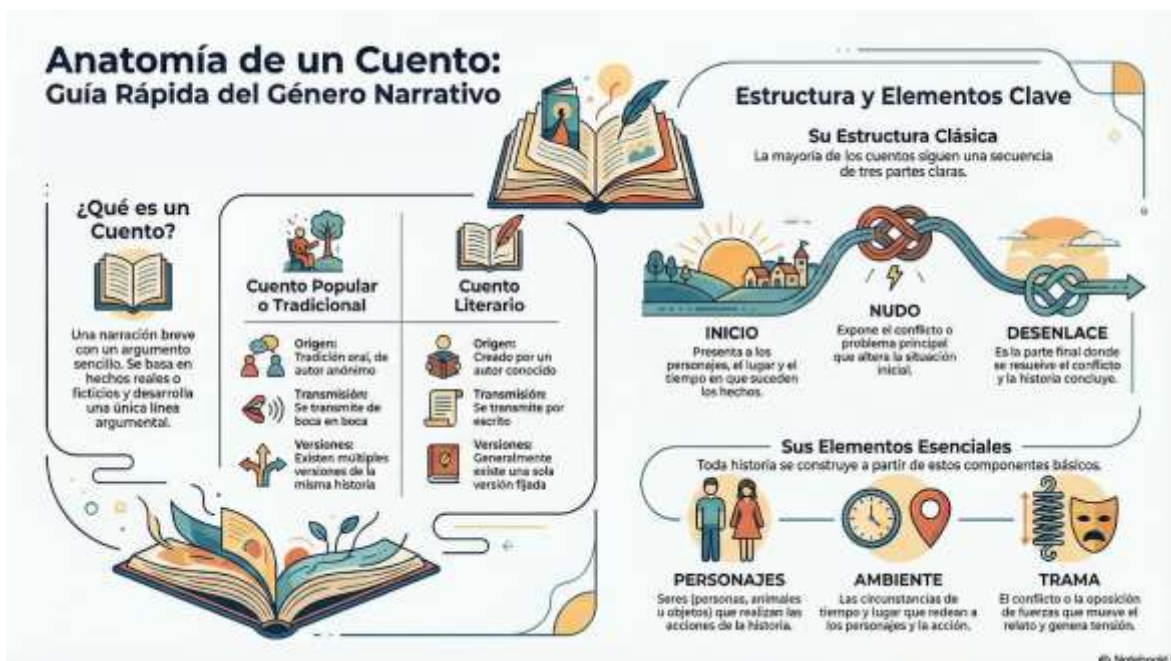 Anatomía de un Cuento:
Guía Rápida del Género Narrativo
¿Qué es un
Cuento?
Una narración breve
con un argumento
sencillo. Se basa en
hechos reales o
ficticios y desarrolla
una única línea
argumental.
Cuento Popular
o Tradicional
Origen:
Tradición oral, de
autor anónimo
Transmisión:
Se transmite de
boca en boca
Versiones:
Existen múltiples
versiones de la
misma historia
Cuento
Literario
Origen:
Creado por un
autor conocido
Transmisión:
Se transmite por
escrito
Versiones:
Generalmente
existe una sola
versión fijada
Estructura y Elementos Clave
Su Estructura Clásica
La mayoría de los cuentos siguen una secuencia
de tres partes claras.
INICIO
Presenta a los
personajes, el lugar y el
tiempo en que suceden
los hechos.
NUDO
Expone el conflicto o
problema principal
que altera la situación
inicial.
DESENLACE
Es la parte final donde
se resuelve el conflicto
y la historia concluye.
Sus Elementos Esenciales
Toda historia se construye a partir de estos componentes básicos.
PERSONAJES
Seres (personas, animales
u objetos) que realizan las
acciones de la historia.
AMBIENTE
Las circunstancias de
tiempo y lugar que rodean a
los personajes y la acción.
TRAMA
El conflicto o la oposición
de fuerzas que mueve el
relato y genera tensión.